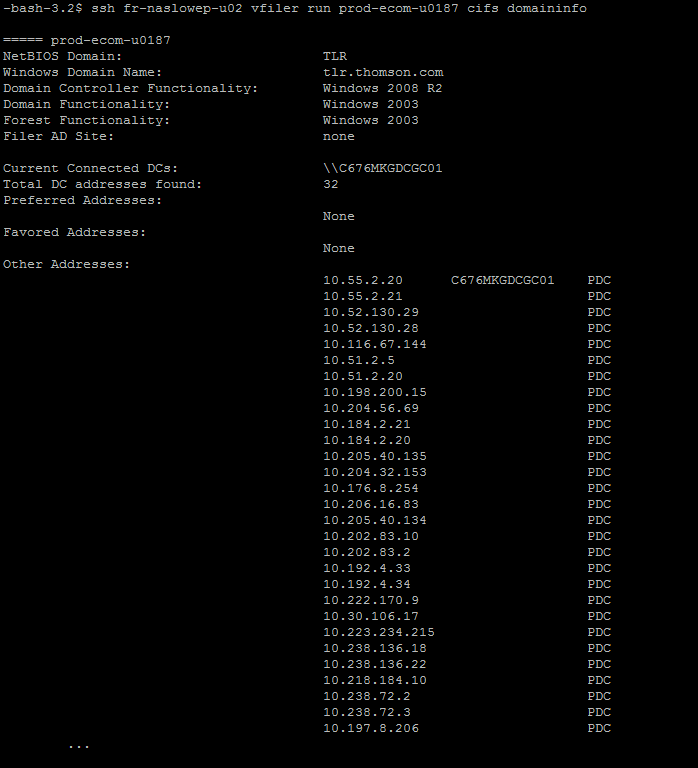 -bash-3.2$ ssh fr-naslowep-u02 vfiler run prod-ecom-u0187 cifs domaininfo
===== prod-ecom-u0187
NetBIOS Domain: TLR
Windows Domain Name: tlr.thomson.com
Domain Controller Functionality: Windows 2008 R2
Domain Functionality: Windows 2003
Forest Functionality: Windows 2003
Filer AD Site: none
Current Connected DCs: \\C676MKGDCGC01
Total DC addresses found: 32
Preferred Addresses:
None
Favored Addresses:
None
Other Addresses:
10.55.2.20 C676MKGDCGC01 PDC
10.55.2.21 PDC
10.52.130.29 PDC
10.52.130.28 PDC
10.116.67.144 PDC
10.51.2.5 PDC
10.51.2.20 PDC
10.198.200.15 PDC
10.204.56.69 PDC
10.184.2.21 PDC
10.184.2.20 PDC
10.205.40.135 PDC
10.204.32.153 PDC
10.176.8.254 PDC
10.206.16.83 PDC
10.205.40.134 PDC
10.202.83.10 PDC
10.202.83.2 PDC
10.192.4.33 PDC
10.192.4.34 PDC
10.222.170.9 PDC
10.30.106.17 PDC
10.223.234.215 PDC
10.238.136.18 PDC
10.238.136.22 PDC
10.218.184.10 PDC
10.238.72.2 PDC
10.238.72.3 PDC
10.197.8.206 PDC
...